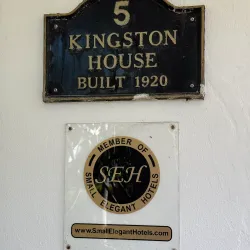 5
KINGSTON
HOUSE
BUILT 1920
MEMBER OF
SEH
SMALL ELEGANT HOTELS
www.SmallElegantHotels.com